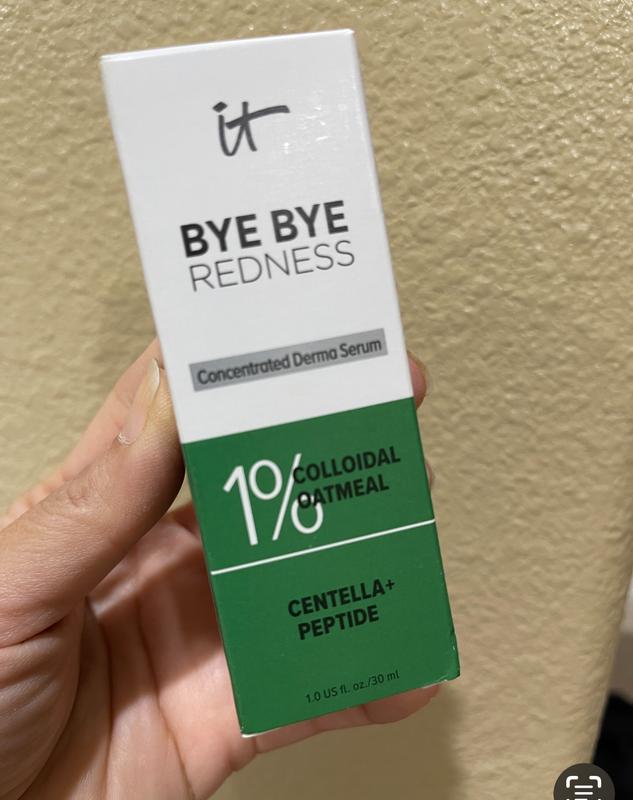 it
BYE BYE
REDNESS
Concentrated Derma Serum
1% COLLOIDAL
OATMEAL
CENTELLA+
PEPTIDE
1.0 US fl. oz./30 ml